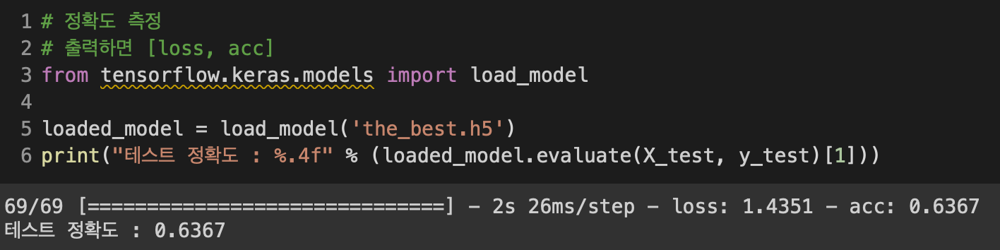 1 # 정확도 측정
2 # 출력하면 [loss, acc]
3 from tensorflow.keras.models import load_model
4
5 loaded_model = load_model('the_best.h5')
6 print("테스트 정확도 : %.4f" % (loaded_model.evaluate(X_test, y_test)[1]))
69/69 [==============================] - 2s 26ms/step - loss: 1.4351 - acc: 0.6367
테스트 정확도 : 0.6367